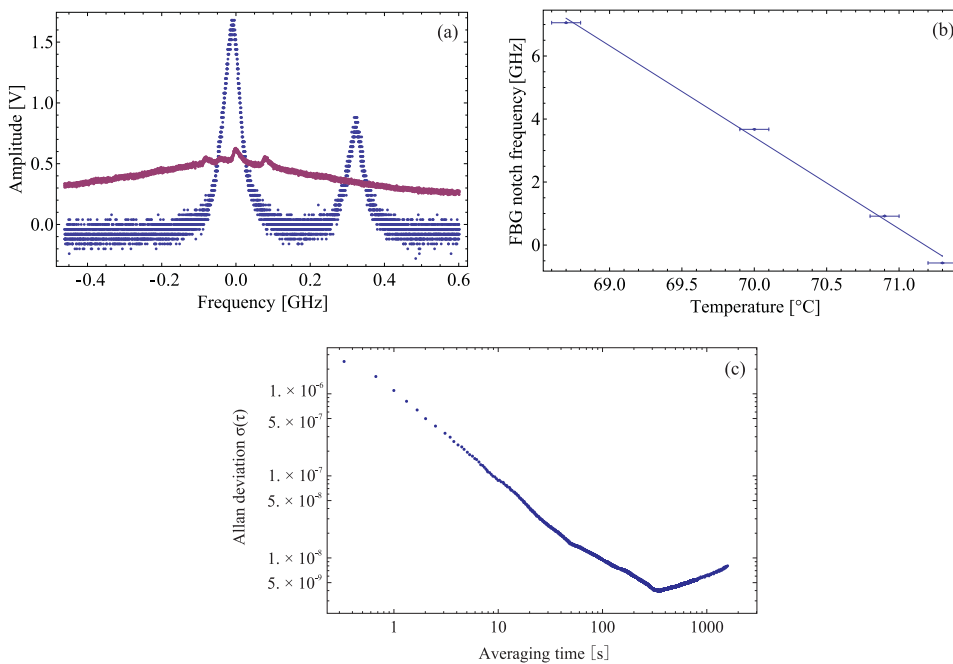 (a)
Amplitude [V]
1.5
1.0
0.5
0.0
-0.4 -0.2 0.0 0.2 0.4 0.6
Frequency [GHz]
(b)
FBG notch frequency [GHz]
6
4
2
0
69.0 69.5 70.0 70.5 71.0
Temperature [°C]
(c)
Allan deviation σ(τ)
1. × 10⁻⁶
5. × 10⁻⁷
1. × 10⁻⁷
5. × 10⁻⁸
1. × 10⁻⁸
5. × 10⁻⁹
1 10 100 1000
Averaging time [s]